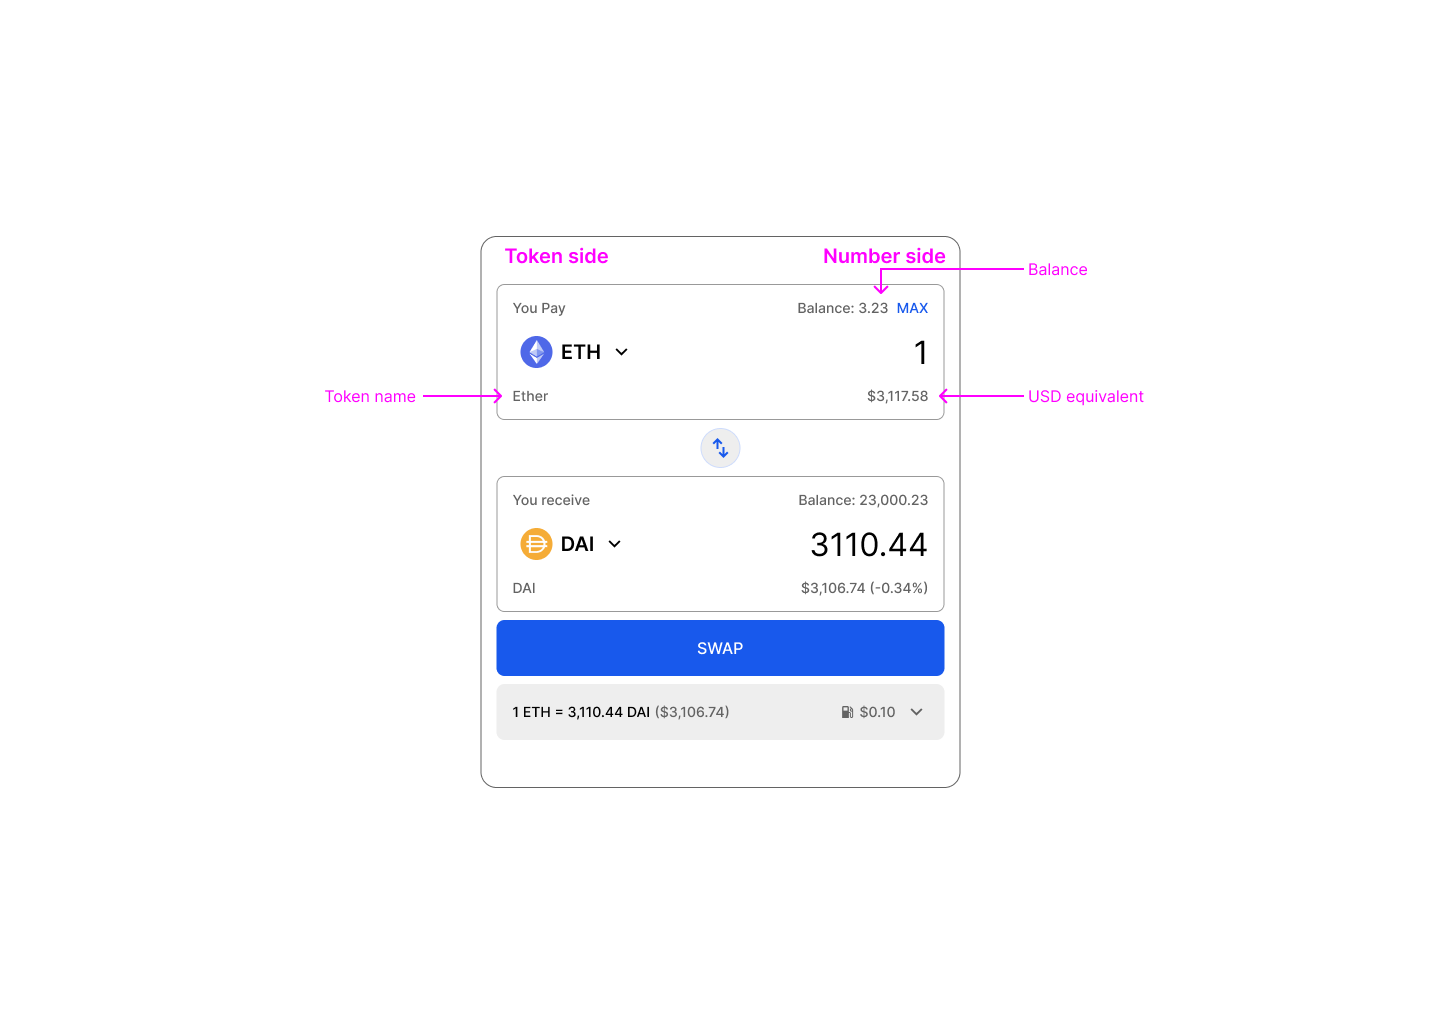 Token side
Number side
Balance
You Pay
Balance: 3.23 MAX
ETH
1
Token name
Ether
$3,117.58
USD equivalent
You receive
Balance: 23,000.23
DAI
3110.44
DAI
$3,106.74 (-0.34%)
SWAP
1 ETH = 3,110.44 DAI ($3,106.74)
$0.10